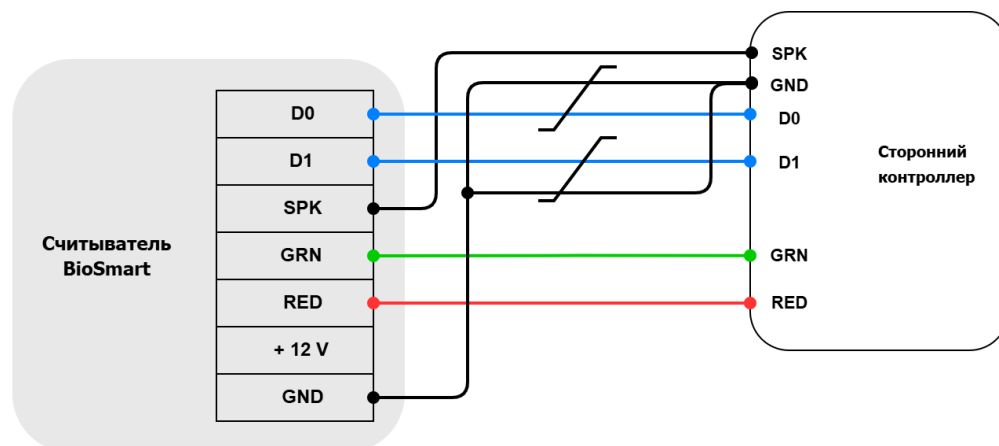 Считыватель
BioSmart
D0
D1
SPK
GRN
RED
+ 12 V
GND
SPK
GND
D0
D1
GRN
RED
Сторонний
контроллер